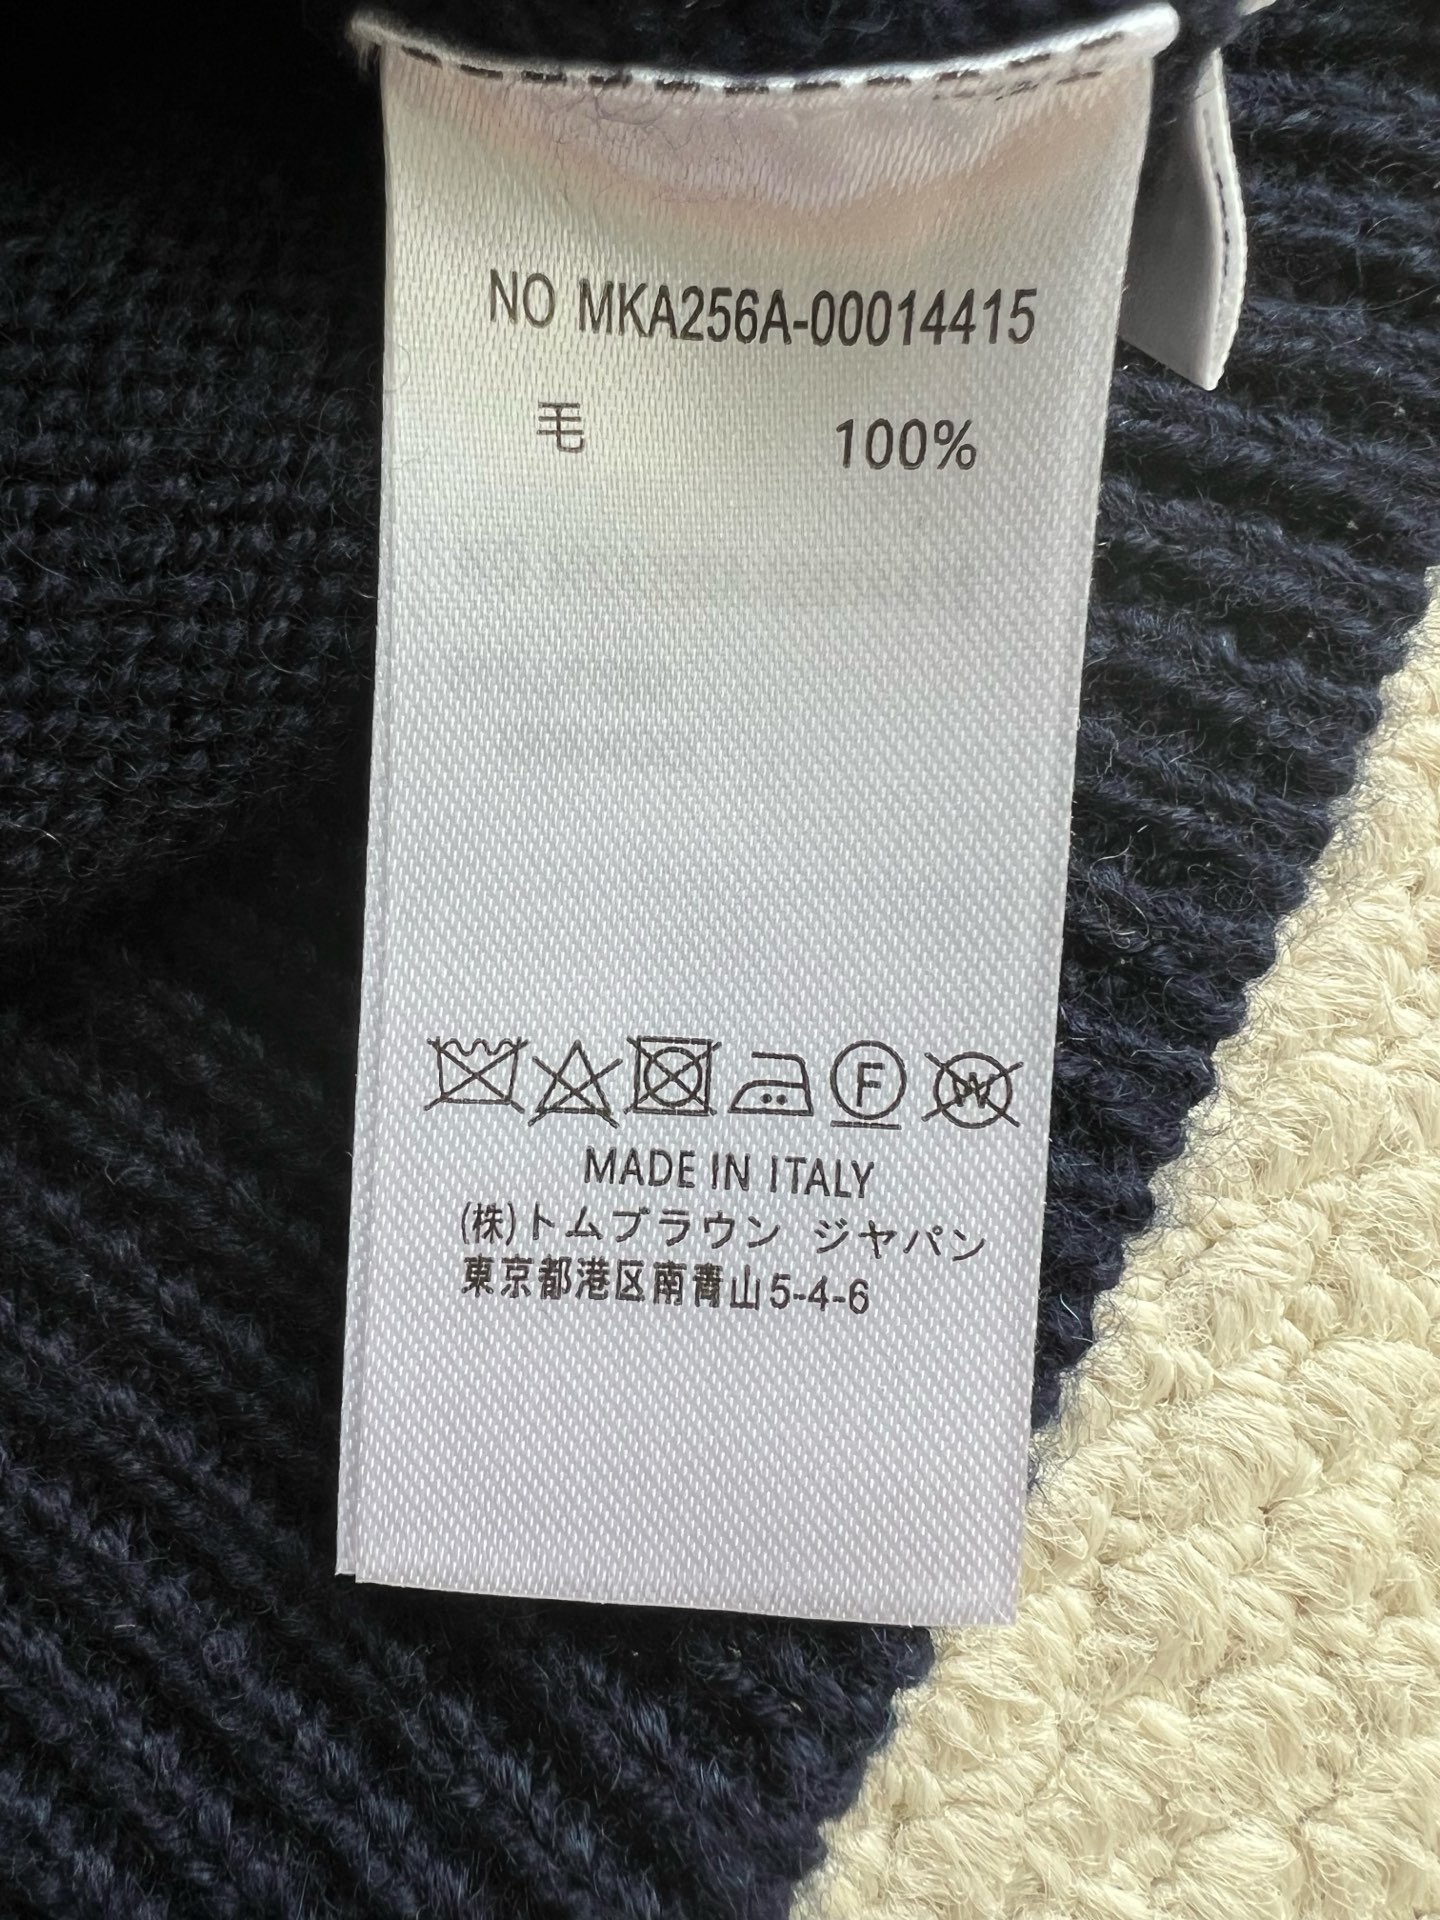 NO MKA256A-00014415
毛 100%
F W
MADE IN ITALY
(株)トムブラウン ジヤパン
東京都港区南青山5-4-6